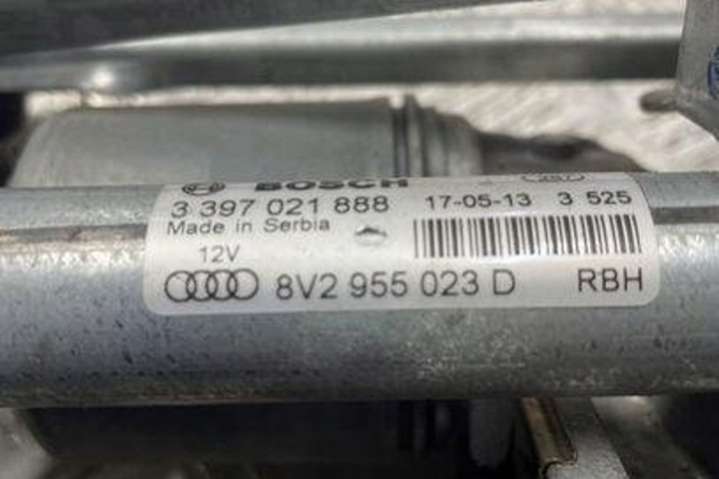 BOSCH
3 397 021 888 17-05-13 3 525
Made in Serbia
12V
8V2 955 023 D RBH